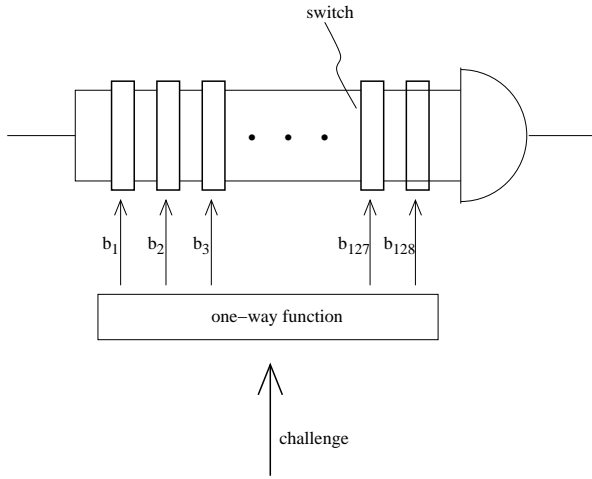 switch
b1 b2 b3 b127 b128
one−way function
challenge